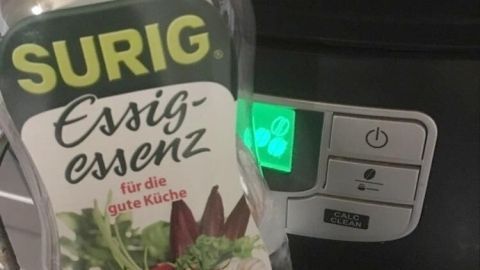 SURIG®
Essig-
essenz
für die
gute Küche
CALC
CLEAN